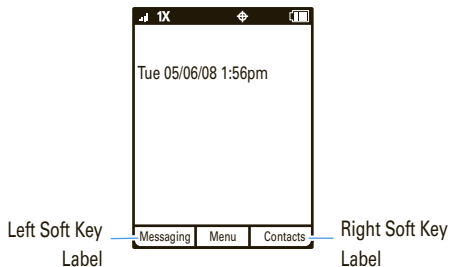 1X
Tue 05/06/08 1:56pm
Left Soft Key
Label
Messaging Menu Contacts
Right Soft Key
Label